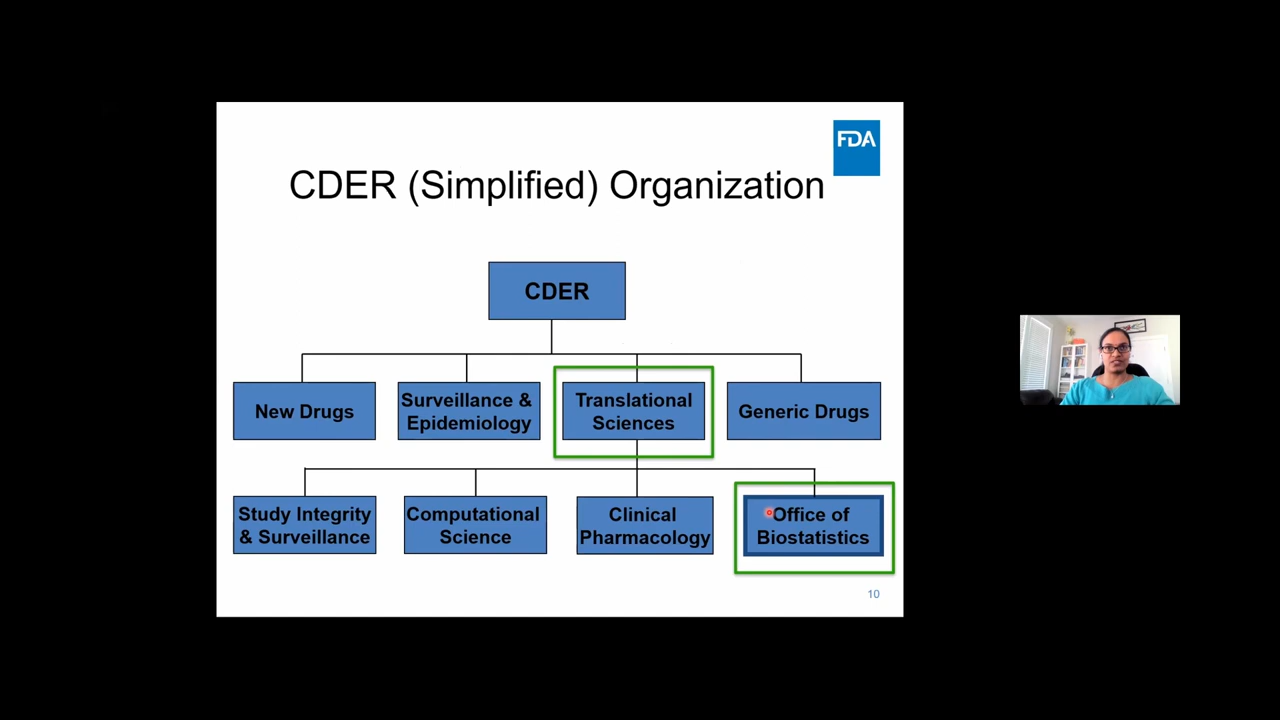 FDA
CDER (Simplified) Organization
CDER
New Drugs
Surveillance &
Epidemiology
Translational
Sciences
Generic Drugs
Study Integrity
& Surveillance
Computational
Science
Clinical
Pharmacology
Office of
Biostatistics
10